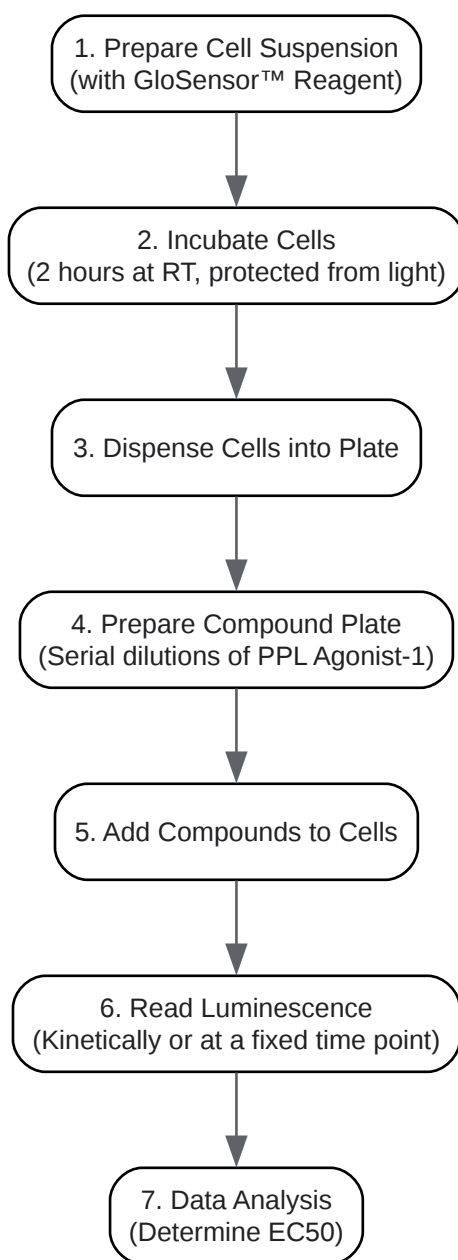 1. Prepare Cell Suspension
(with GloSensor™ Reagent)
2. Incubate Cells
(2 hours at RT, protected from light)
3. Dispense Cells into Plate
4. Prepare Compound Plate
(Serial dilutions of PPL Agonist-1)
5. Add Compounds to Cells
6. Read Luminescence
(Kinetically or at a fixed time point)
7. Data Analysis
(Determine EC50)